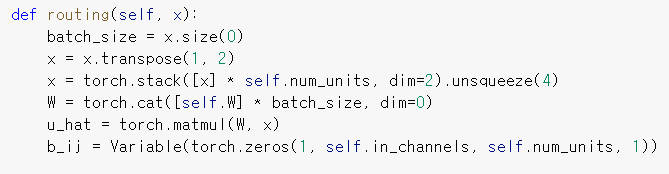 def routing(self, x):
    batch_size = x.size(0)
    x = x.transpose(1, 2)
    x = torch.stack([x] * self.num_units, dim=2).unsqueeze(4)
    W = torch.cat([self.W] * batch_size, dim=0)
    u_hat = torch.matmul(W, x)
    b_ij = Variable(torch.zeros(1, self.in_channels, self.num_units, 1))